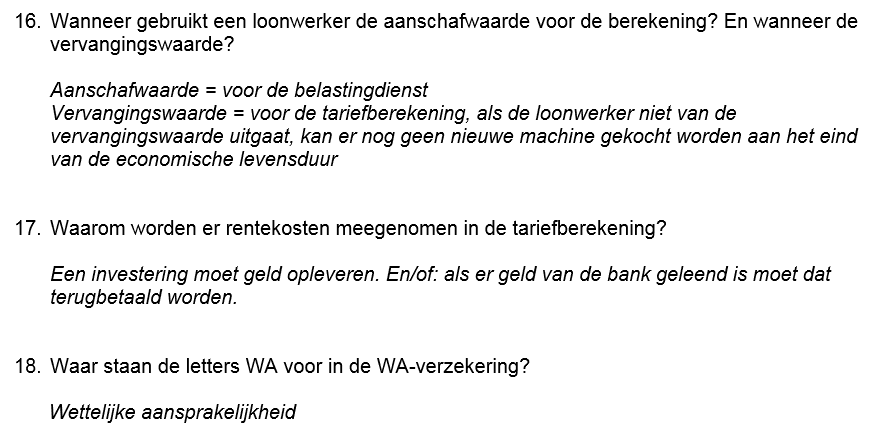 16. Wanneer gebruikt een loonwerker de aanschafwaarde voor de berekening? En wanneer de
vervangingswaarde?
Aanschafwaarde = voor de belastingdienst
Vervangingswaarde = voor de tariefberekening, als de loonwerker niet van de
vervangingswaarde uitgaat, kan er nog geen nieuwe machine gekocht worden aan het eind
van de economische levensduur
17. Waarom worden er rentekosten meegenomen in de tariefberekening?
Een investering moet geld opleveren. En/of: als er geld van de bank geleend is moet dat
terugbetaald worden.
18. Waar staan de letters WA voor in de WA-verzekering?
Wettelijke aansprakelijkheid